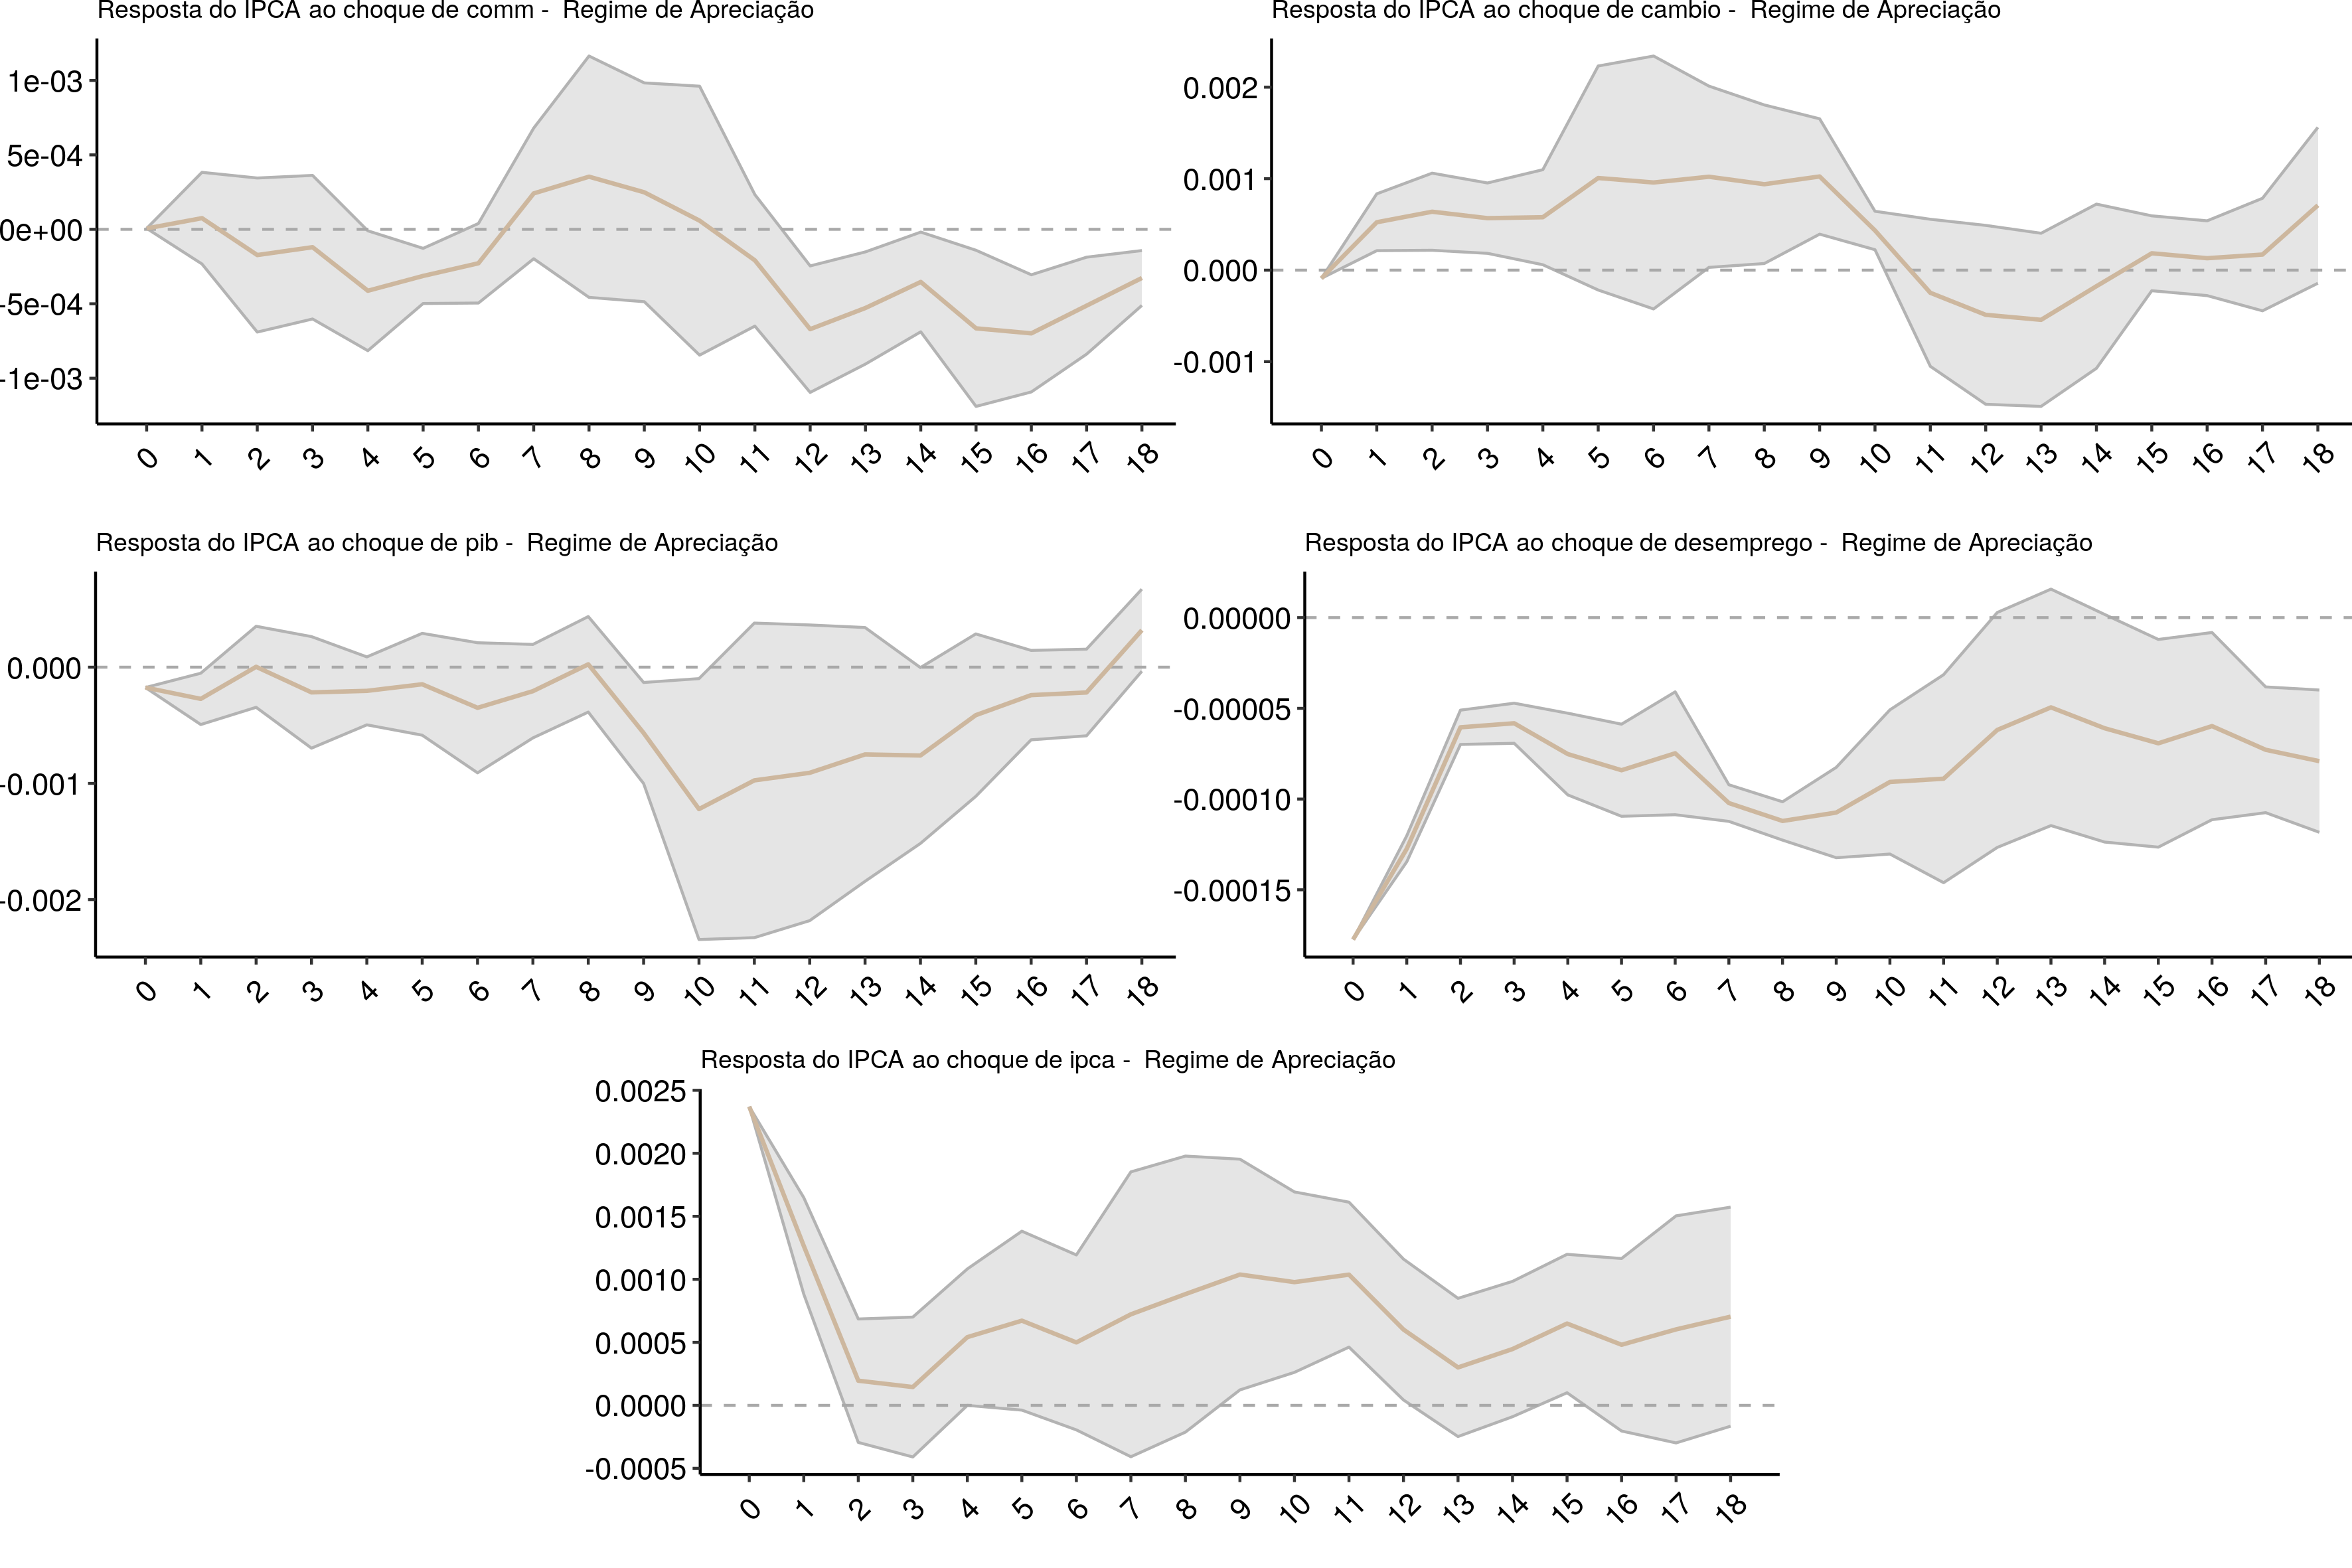 Resposta do IPCA ao choque de comm - Regime de Apreciação
1e-03
5e-04
0e+00
-5e-04
-1e-03
0 1 2 3 4 5 6 7 8 9 10 11 12 13 14 15 16 17 18
Resposta do IPCA ao choque de cambio - Regime de Apreciação
0.002
0.001
0.000
-0.001
0 1 2 3 4 5 6 7 8 9 10 11 12 13 14 15 16 17 18
Resposta do IPCA ao choque de pib - Regime de Apreciação
0.000
-0.001
-0.002
0 1 2 3 4 5 6 7 8 9 10 11 12 13 14 15 16 17 18
Resposta do IPCA ao choque de desemprego - Regime de Apreciação
0.00000
-0.00005
-0.00010
-0.00015
0 1 2 3 4 5 6 7 8 9 10 11 12 13 14 15 16 17 18
Resposta do IPCA ao choque de ipca - Regime de Apreciação
0.0025
0.0020
0.0015
0.0010
0.0005
0.0000
-0.0005
0 1 2 3 4 5 6 7 8 9 10 11 12 13 14 15 16 17 18